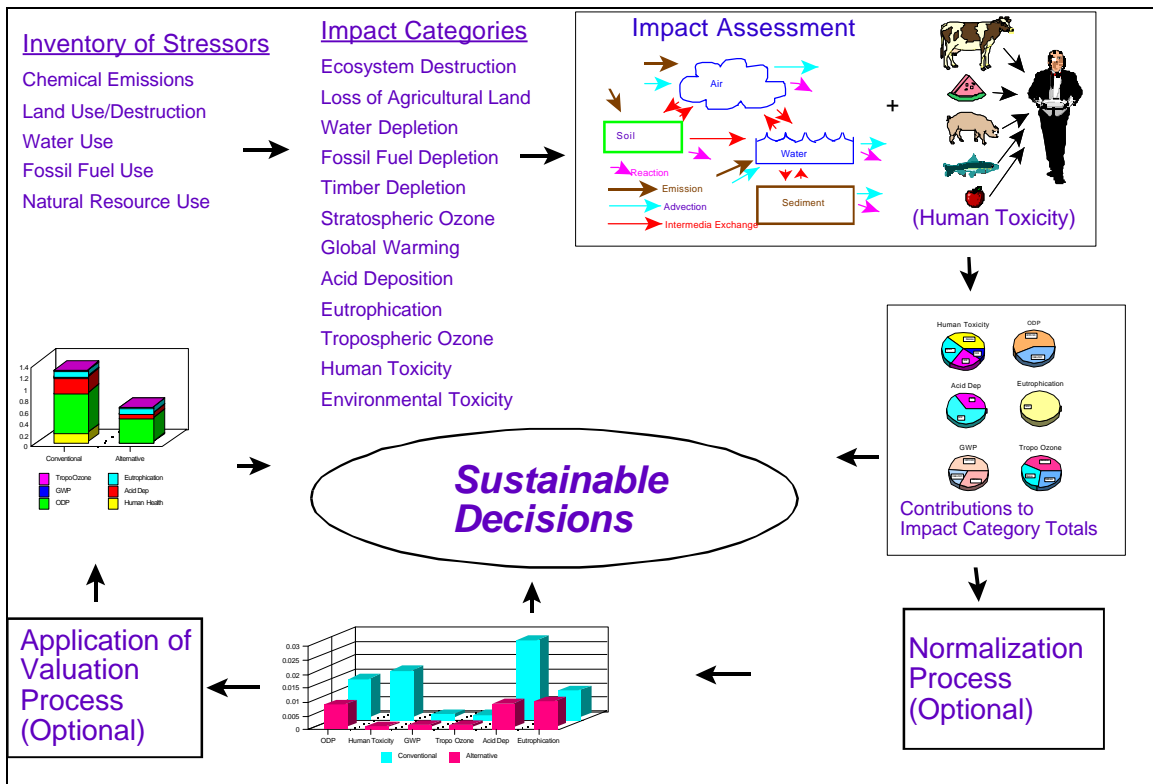 Inventory of Stressors
Chemical Emissions
Land Use/Destruction
Water Use
Fossil Fuel Use
Natural Resource Use
Impact Categories
Ecosystem Destruction
Loss of Agricultural Land
Water Depletion
Fossil Fuel Depletion
Timber Depletion
Stratospheric Ozone
Global Warming
Acid Deposition
Eutrophication
Tropospheric Ozone
Human Toxicity
Environmental Toxicity
Impact Assessment
Air
Soil
Water
Sediment
Reaction
Emission
Advection
Intermedia Exchange
+
(Human Toxicity)
Human Toxicity
ODP
Acid Dep
Eutrophication
GWP
Tropo Ozone
Contributions to
Impact Category Totals
Normalization
Process
(Optional)
0.03
0.025
0.02
0.015
0.01
0.005
0
ODP Human Toxicity GWP Tropo Ozone Acid Dep Eutrophication
Conventional Alternative
Application of
Valuation
Process
(Optional)
1.4
1.2
1
0.8
0.6
0.4
0.2
0
Conventional Alternative
TropoOzone Eutrophication
GWP Acid Dep
ODP Human Health
Sustainable
Decisions